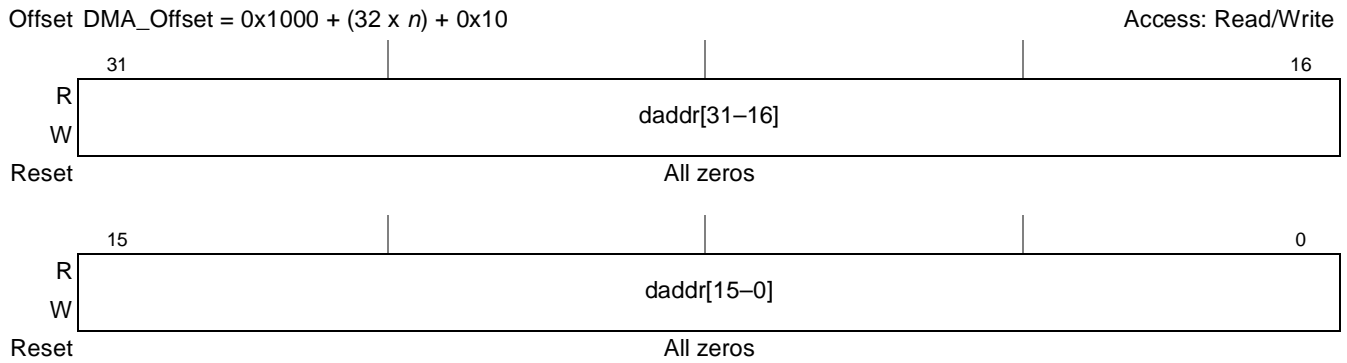 Offset DMA_Offset = 0x1000 + (32 x n) + 0x10 Access: Read/Write
31 16
R
daddr[31–16]
W
Reset All zeros
15 0
R
daddr[15–0]
W
Reset All zeros